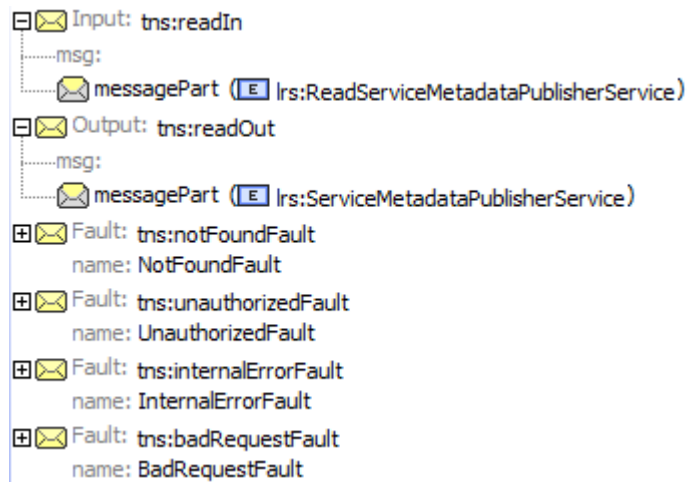 Input: tns:readIn
msg:
messagePart (E lrs:ReadServiceMetadataPublisherService)
Output: tns:readOut
msg:
messagePart (E lrs:ServiceMetadataPublisherService)
Fault: tns:notFoundFault
name: NotFoundFault
Fault: tns:unauthorizedFault
name: UnauthorizedFault
Fault: tns:internalErrorFault
name: InternalErrorFault
Fault: tns:badRequestFault
name: BadRequestFault